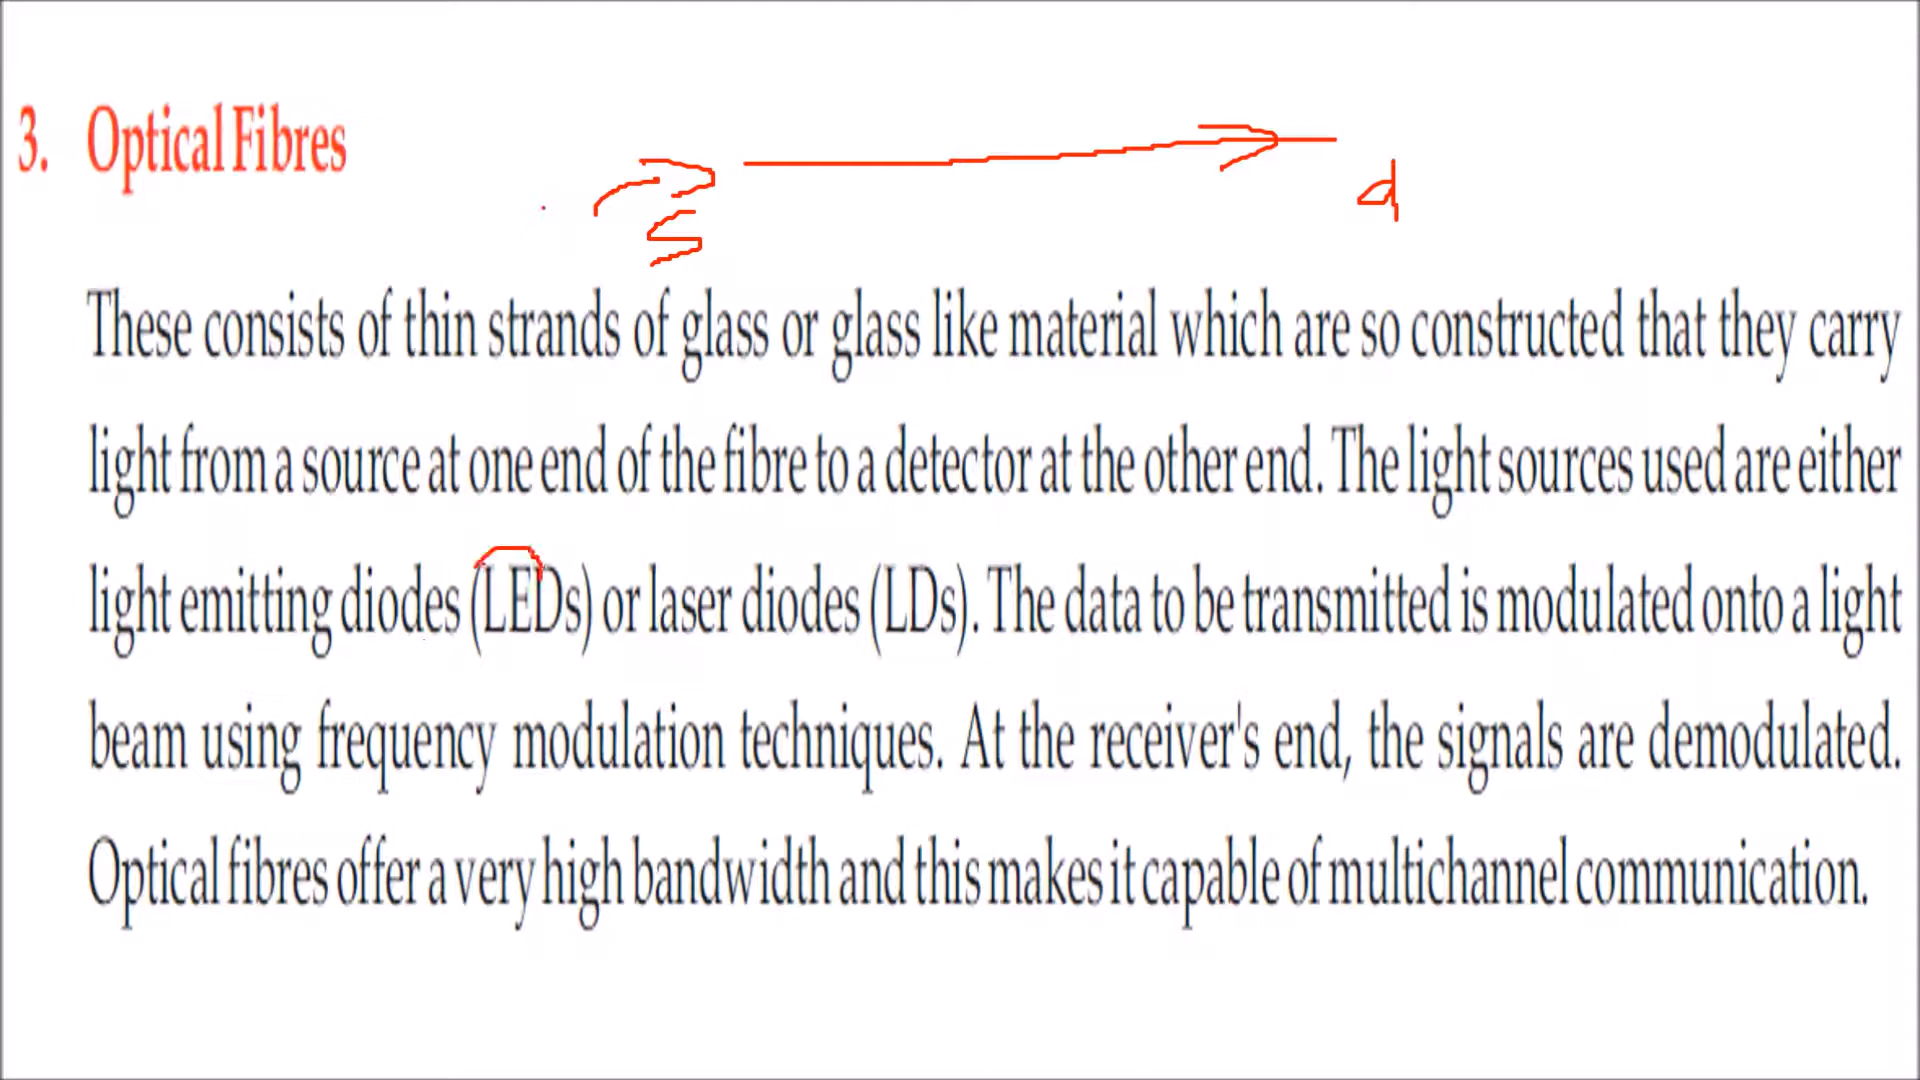 3. Optical Fibres
S
d
These consists of thin strands of glass or glass like material which are so constructed that they carry
light from a source at one end of the fibre to a detector at the other end. The light sources used are either
light emitting diodes (LEDs) or laser diodes (LDs). The data to be transmitted is modulated onto a light
beam using frequency modulation techniques. At the receiver's end, the signals are demodulated.
Optical fibres offer a very high bandwidth and this makes it capable of multichannel communication.